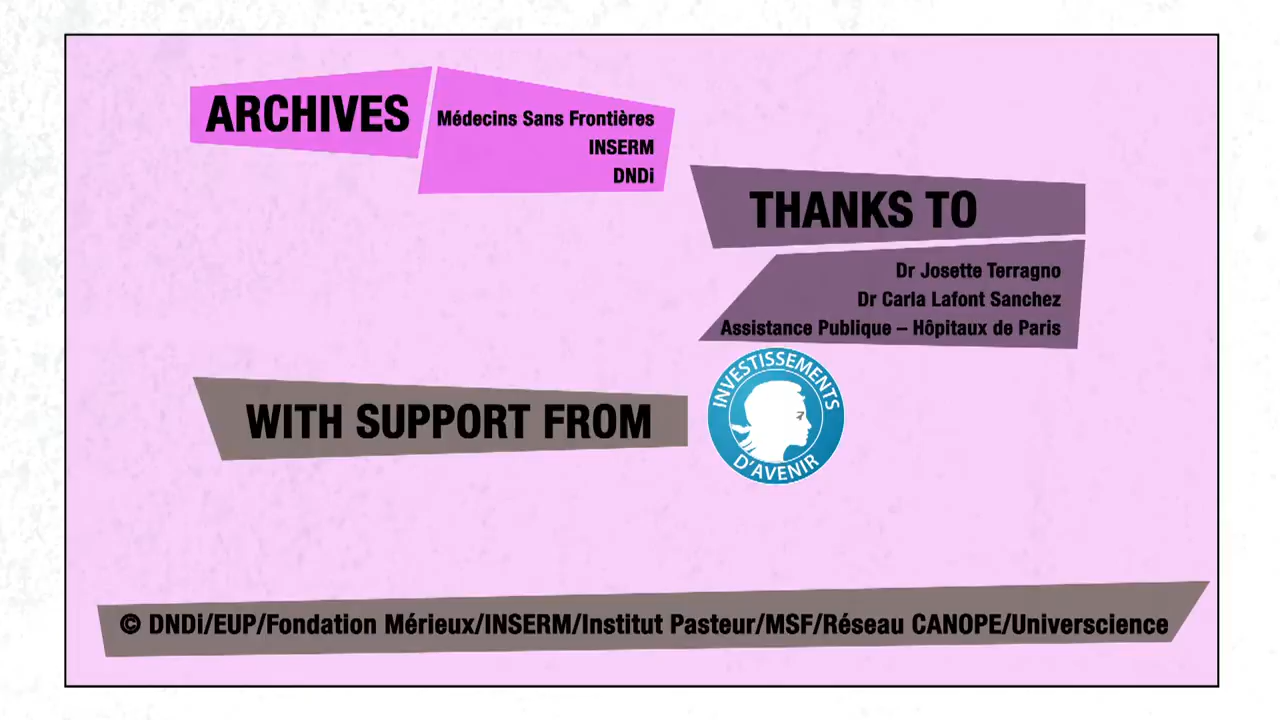 ARCHIVES
Médecins Sans Frontières
INSERM
DNDi
THANKS TO
Dr Josette Terragno
Dr Carla Lafont Sanchez
Assistance Publique – Hôpitaux de Paris
WITH SUPPORT FROM
INVESTISSEMENTS
D'AVENIR
© DNDi/EUP/Fondation Mérieux/INSERM/Institut Pasteur/MSF/Réseau CANOPE/Universcience